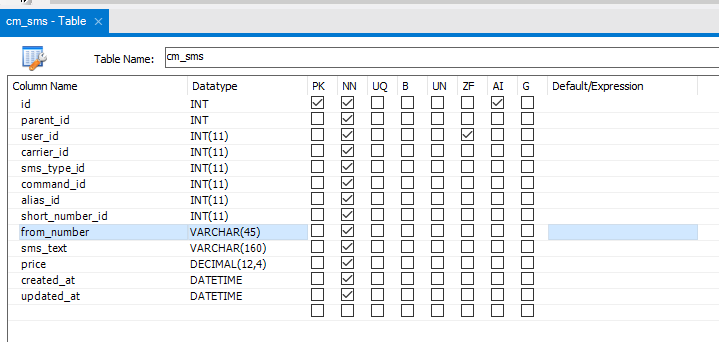 cm_sms - Table
Table Name: cm_sms
Column Name Datatype PK NN UQ B UN ZF AI G Default/Expression
id INT
parent_id INT
user_id INT(11)
carrier_id INT(11)
sms_type_id INT(11)
command_id INT(11)
alias_id INT(11)
short_number_id INT(11)
from_number VARCHAR(45)
sms_text VARCHAR(160)
price DECIMAL(12,4)
created_at DATETIME
updated_at DATETIME